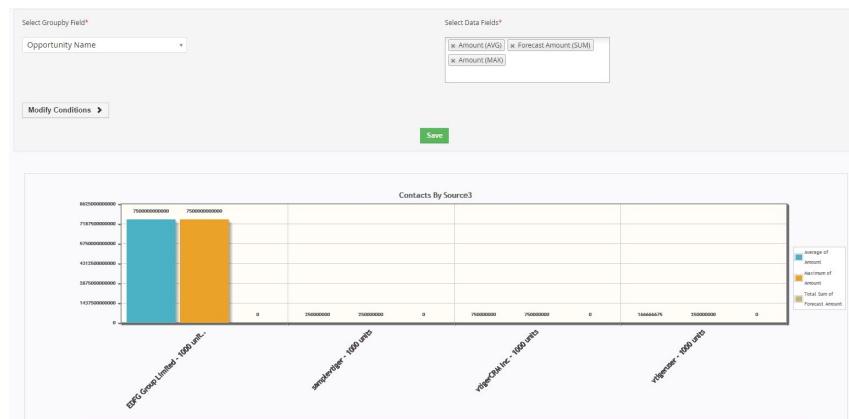 Select Groupby Field*
Select Data Fields*
Opportunity Name
× Amount (AVG) × Forecast Amount (SUM)
× Amount (MAX)
Modify Conditions
Save
Contacts By Source3
8625000000000
7187500000000
5750000000000
4312500000000
2875000000000
1437500000000
0
7500000000000 7500000000000 0 250000000 250000000 0 750000000 750000000 0 166666675 250000000 0
Average of
Amount
Maximum of
Amount
Total Sum of
Forecast Amount
EDFG Group Limited - 1000 unit...
samplevtiger - 1000 units
vtigerCRM Inc - 1000 units
vtigeruser - 1000 units